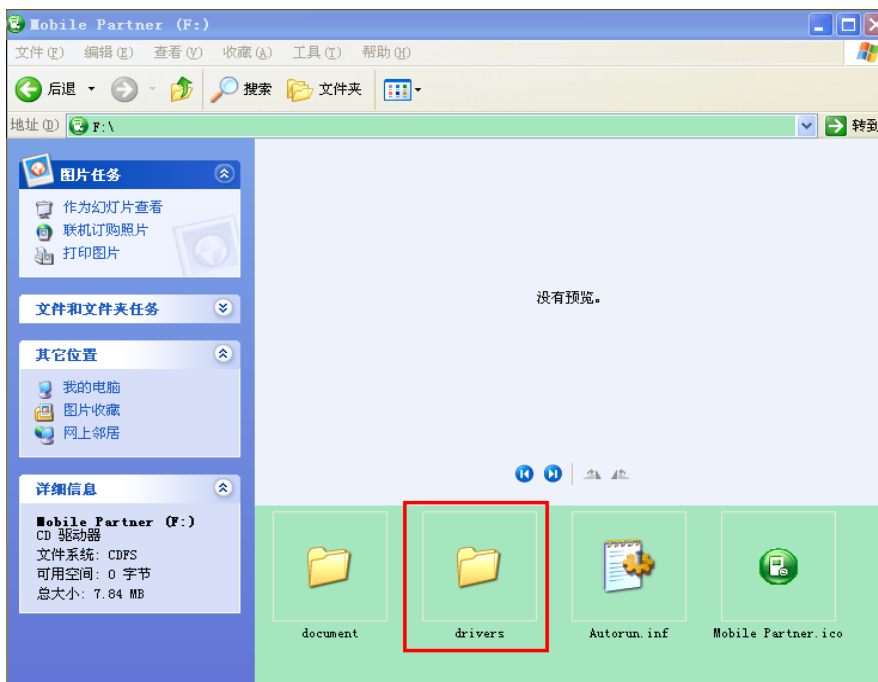 Mobile Partner (F:)
文件(F) 编辑(E) 查看(V) 收藏(A) 工具(T) 帮助(H)
后退 搜索 文件夹
地址(D) F:\ 转到
图片任务
作为幻灯片查看
联机订购照片
打印图片
文件和文件夹任务
其它位置
我的电脑
图片收藏
网上邻居
详细信息
Mobile Partner (F:)
CD 驱动器
文件系统: CDFS
可用空间: 0 字节
总大小: 7.84 MB
没有预览。
document drivers Autorun.inf Mobile Partner.ico